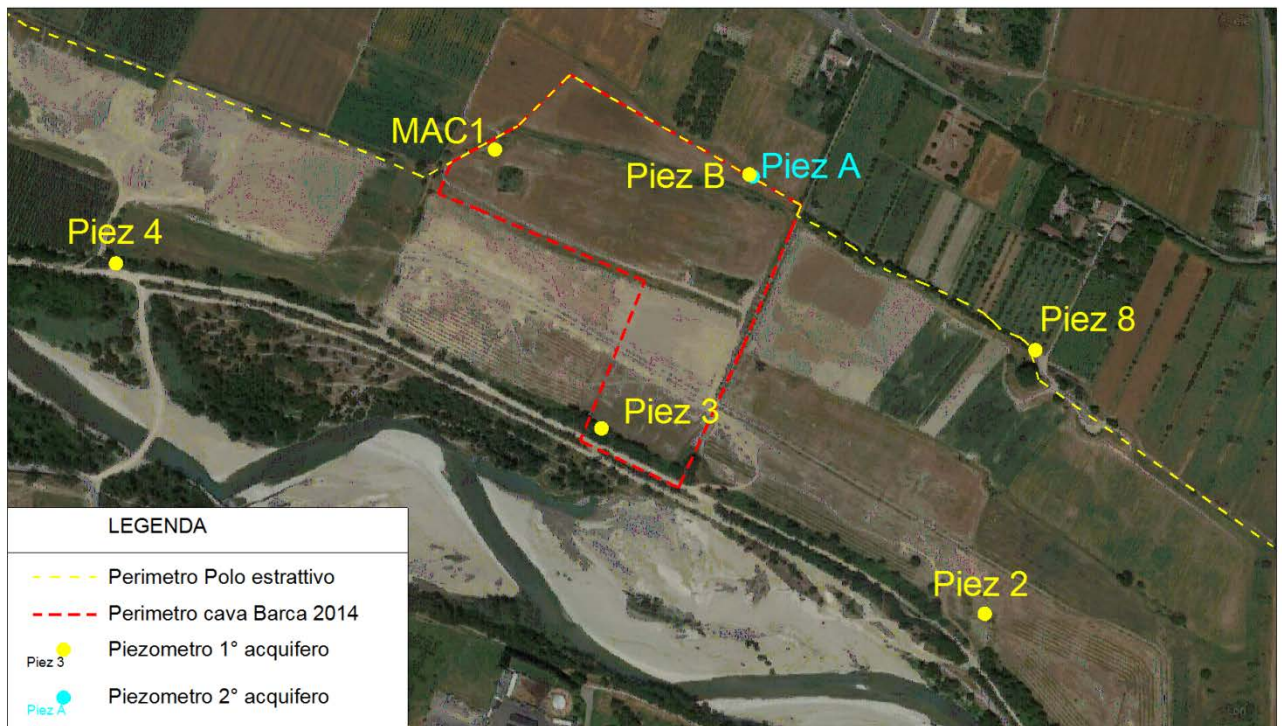 MAC1
Piez B
Piez A
Piez 4
Piez 8
Piez 3
Piez 2
LEGENDA
Perimetro Polo estrattivo
Perimetro cava Barca 2014
Piezometro 1° acquifero
Piez 3
Piezometro 2° acquifero
Piez A